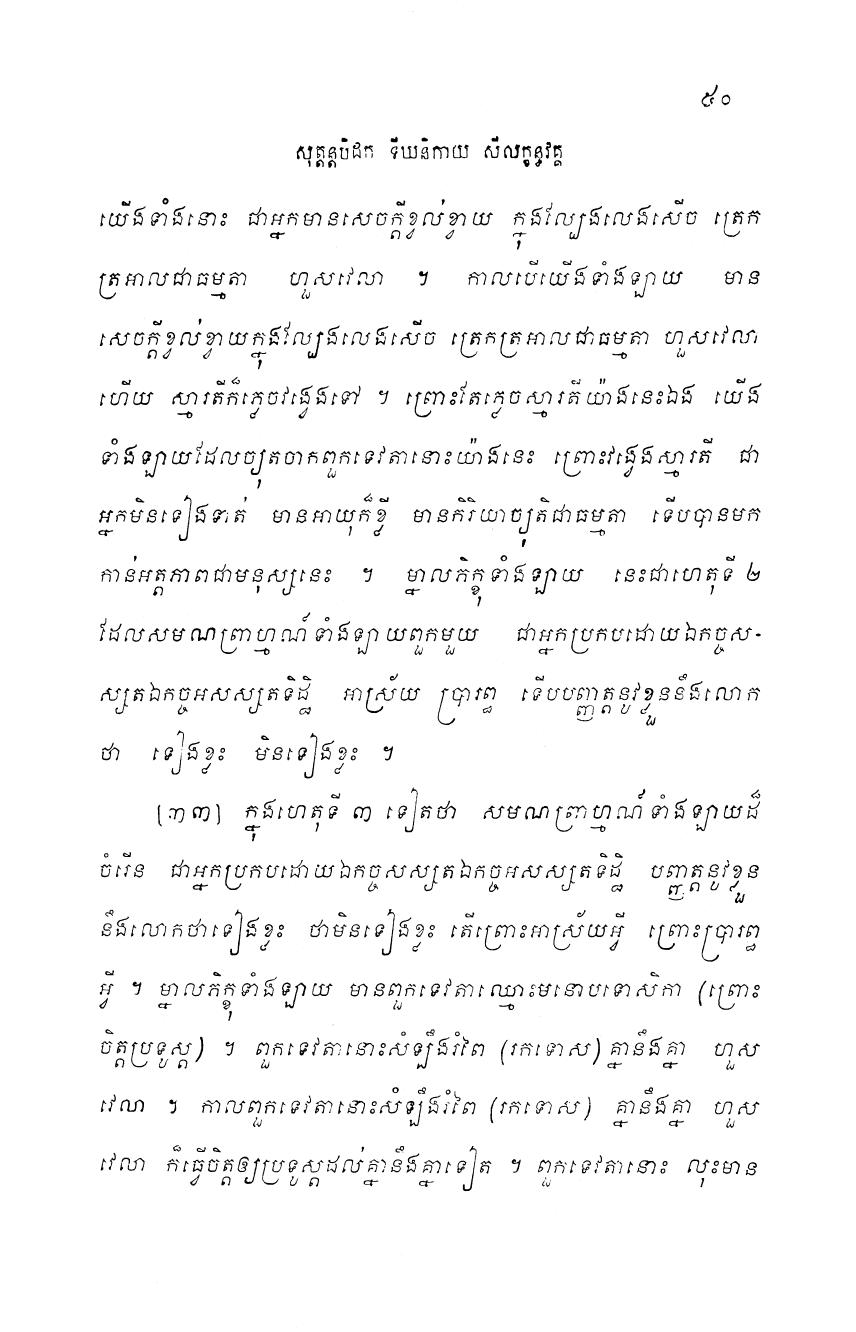 ៥០
សុត្តន្តបិដក ទីឃនិកាយ សីលក្ខន្ធវគ្គ
យើងទាំងនោះ ជាអ្នកមានសេចក្តីខ្វល់ខ្វាយ ក្នុងល្បែងលេងសើច ត្រេក
ត្រអាលជាធម្មតា ហួសវេលា ។ កាលបើយើងទាំងឡាយ មាន
សេចក្តីខ្វល់ខ្វាយក្នុងល្បែងលេងសើច ត្រេកត្រអាលជាធម្មតា ហួសវេលា
ហើយ ស្មារតីក៏ភ្លេចវង្វេងទៅ ។ ព្រោះតែភ្លេចស្មារតីយ៉ាងនេះឯង យើង
ទាំងឡាយដែលច្យុតចាកពួកទេវតានោះយ៉ាងនេះ ព្រោះវង្វេងស្មារតី ជា
អ្នកមិនទៀងទាត់ មានអាយុក៏ខ្លី មានកិរិយាច្យុតិជាធម្មតា ទើបបានមក
កាន់អត្តភាពជាមនុស្សនេះ ។ ម្នាលភិក្ខុទាំងឡាយ នេះជាហេតុទី ២
ដែលសមណព្រាហ្មណ៍ទាំងឡាយពួកមួយ ជាអ្នកប្រកបដោយឯកច្ចស-
ស្សតឯកច្ចអសស្សតទិដ្ឋិ អាស្រ័យ ប្រារព្ធ ទើបបញ្ញត្តនូវខ្លួននឹងលោក
ថា ទៀងខ្លះ មិនទៀងខ្លះ ។
[៣៣] ក្នុងហេតុទី ៣ ទៀតថា សមណព្រាហ្មណ៍ទាំងឡាយដ៏
ចំរើន ជាអ្នកប្រកបដោយឯកច្ចសស្សតឯកច្ចអសស្សតទិដ្ឋិ បញ្ញត្តនូវខ្លួន
នឹងលោកថាទៀងខ្លះ ថាមិនទៀងខ្លះ តើព្រោះអាស្រ័យអ្វី ព្រោះប្រារព្ធ
អ្វី ។ ម្នាលភិក្ខុទាំងឡាយ មានពួកទេវតាឈ្មោះមនោបទោសិកា (ព្រោះ
ចិត្តប្រទូស្ត) ។ ពួកទេវតានោះសំឡឹងរំពៃ (រកទោស) គ្នានឹងគ្នា ហួស
វេលា ។ កាលពួកទេវតានោះសំឡឹងរំពៃ (រកទោស) គ្នានឹងគ្នា ហួស
វេលា ក៏ធ្វើចិត្តឲ្យប្រទូស្តដល់គ្នានឹងគ្នាទៀត ។ ពួកទេវតានោះ លុះមាន